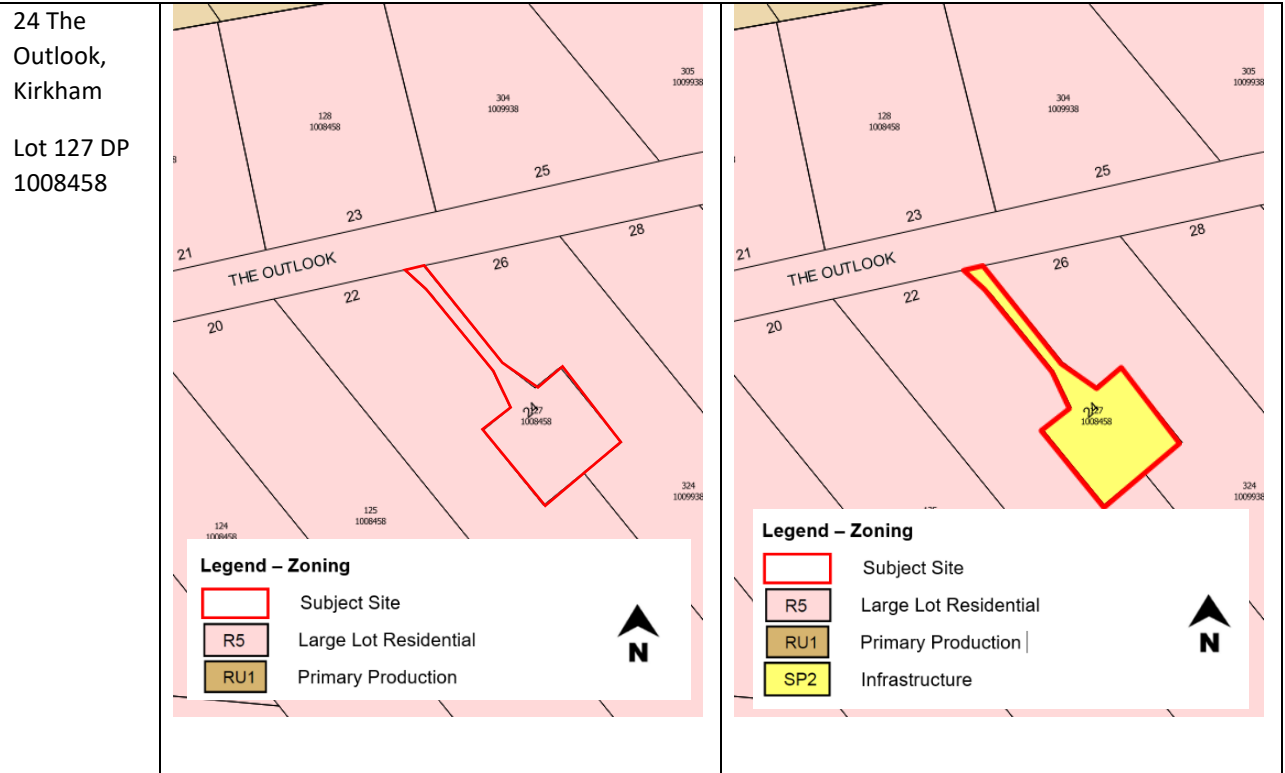 24 The
Outlook,
Kirkham
Lot 127 DP
1008458
305
1009938
304
1009938
128
1008458
25
23
21
28
THE OUTLOOK
26
22
20
24
127
1008458
324
1009938
125
1008458
124
1008458
Legend – Zoning
Subject Site
R5 Large Lot Residential
RU1 Primary Production
N
305
1009938
304
1009938
128
1008458
25
23
21
28
THE OUTLOOK
26
22
20
24
127
1008458
324
1009938
Legend – Zoning
Subject Site
R5 Large Lot Residential
RU1 Primary Production
SP2 Infrastructure
N